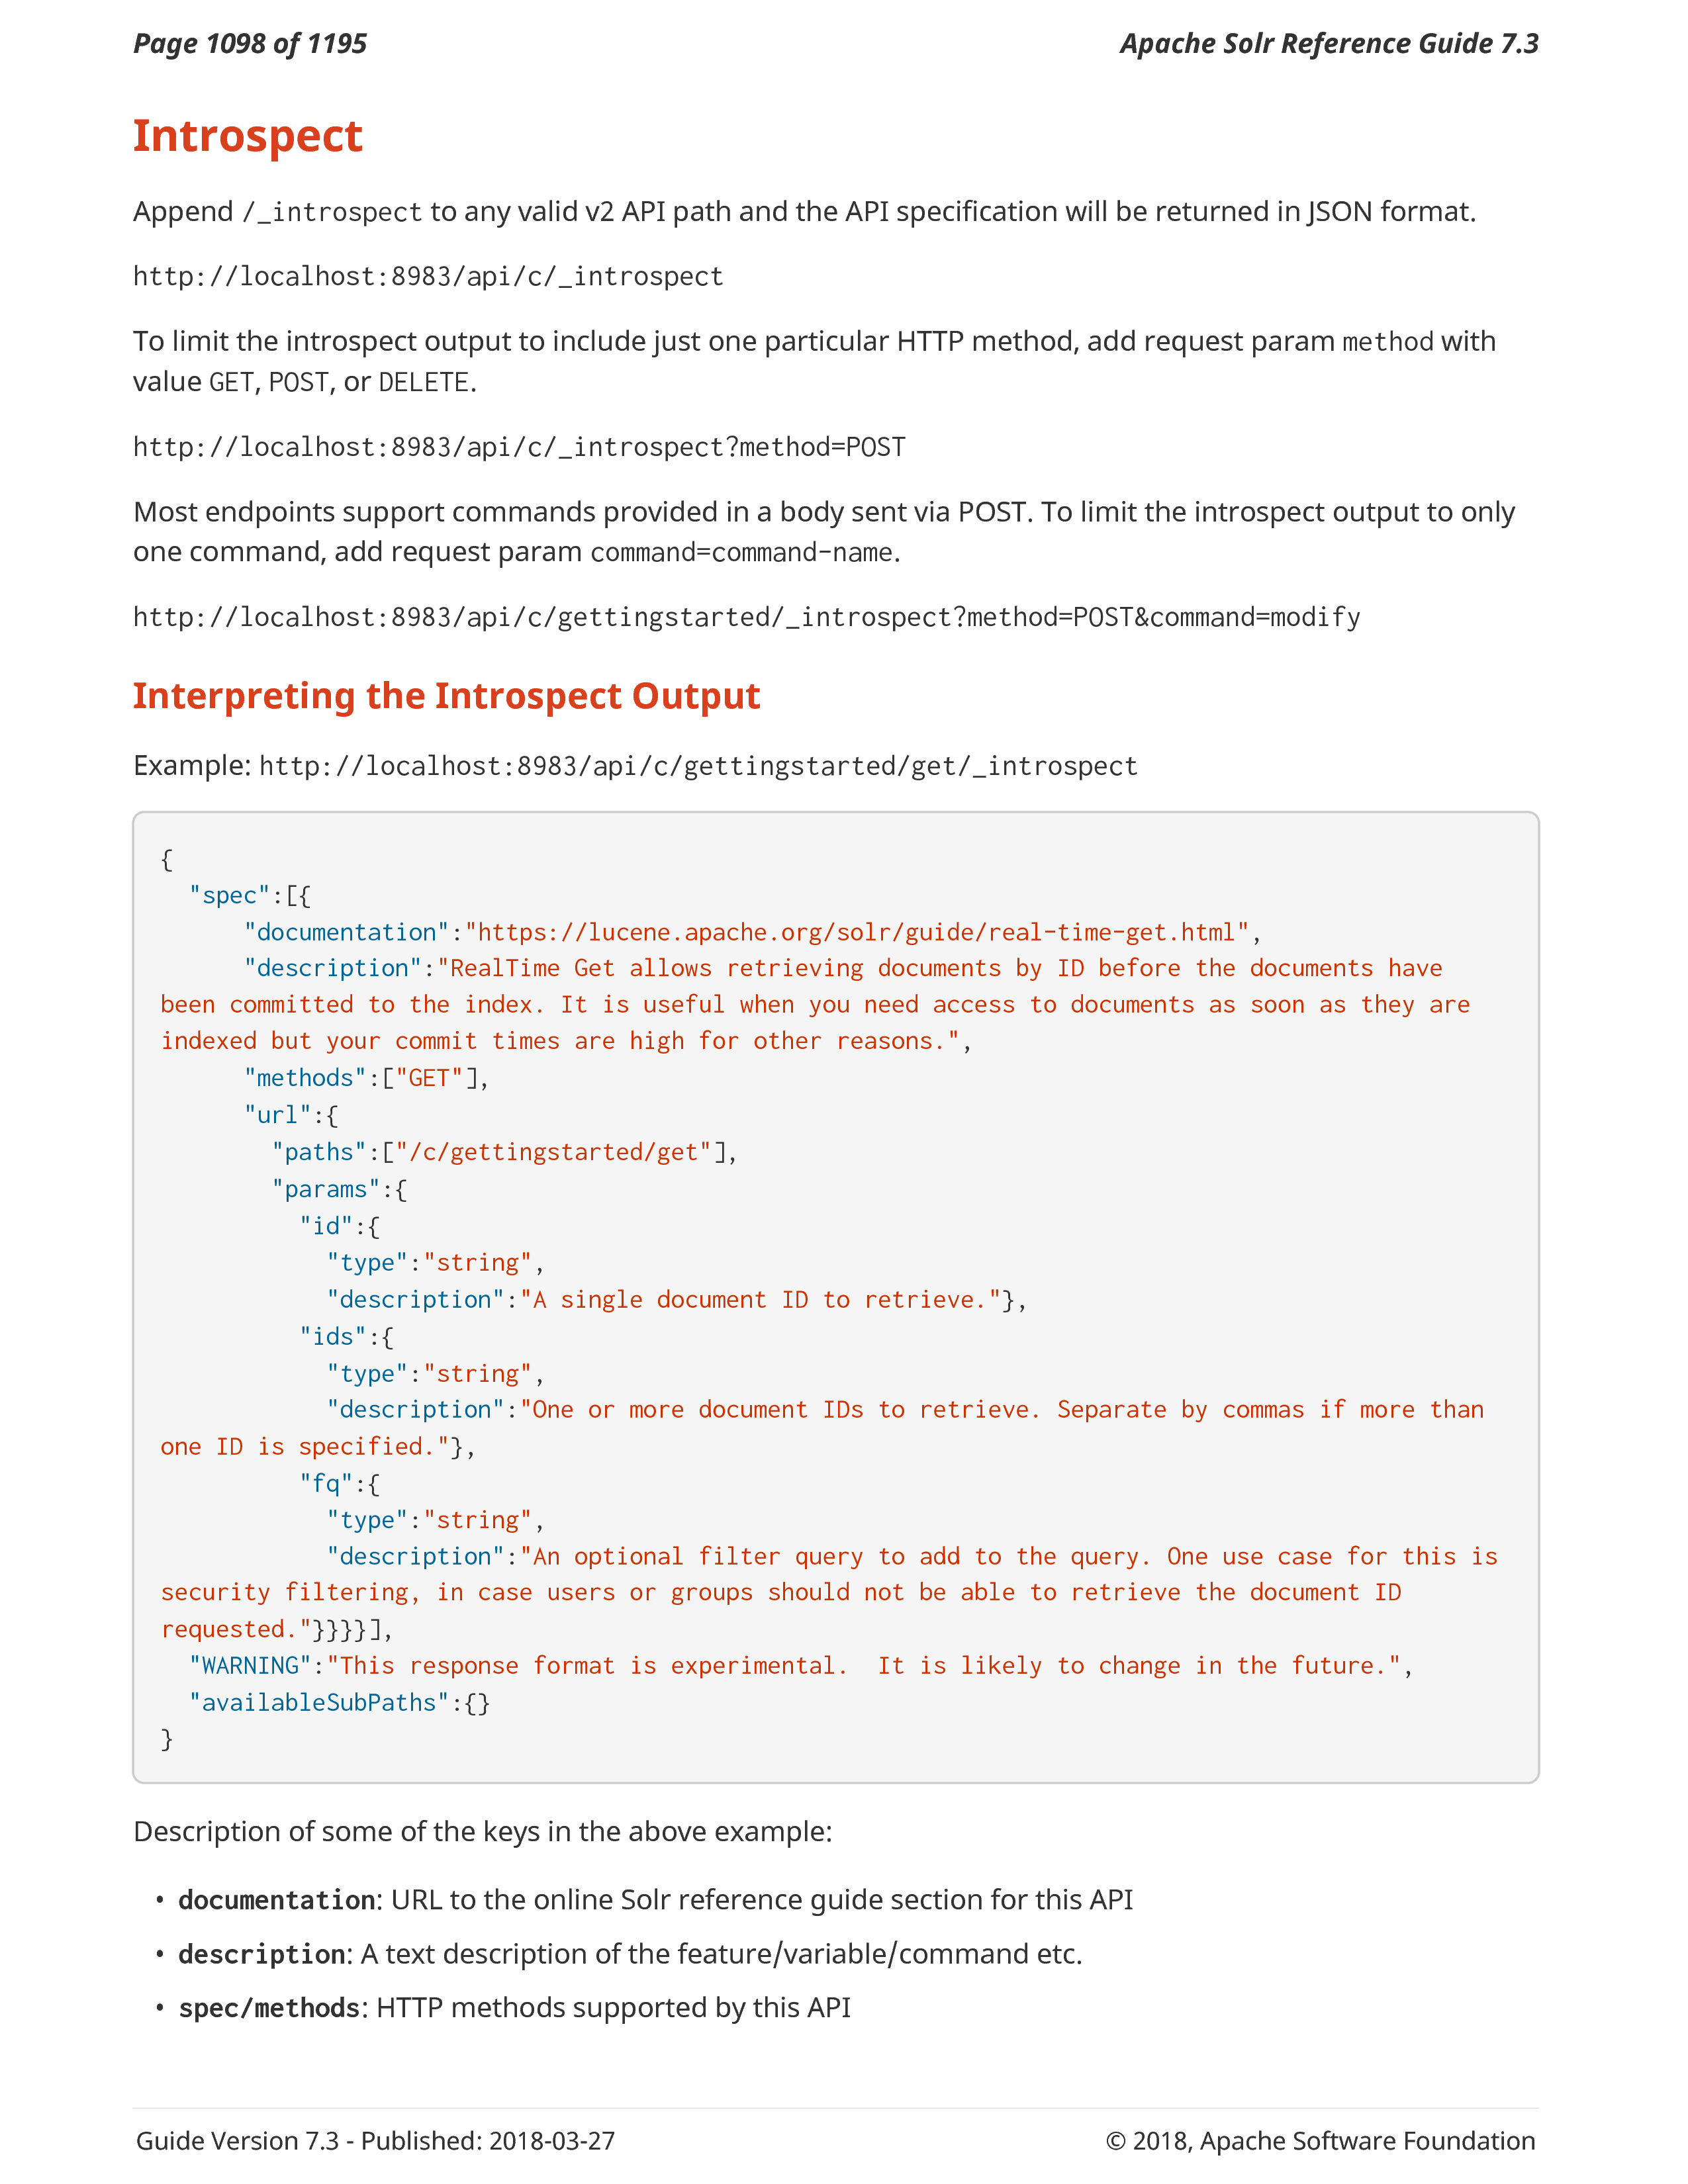 Page 1098 of 1195
Apache Solr Reference Guide 7.3
Introspect
Append /_introspect to any valid v2 API path and the API specification will be returned in JSON format.
http://localhost:8983/api/c/_introspect
To limit the introspect output to include just one particular HTTP method, add request param method with
value GET, POST, or DELETE.
http://localhost:8983/api/c/_introspect?method=POST
Most endpoints support commands provided in a body sent via POST. To limit the introspect output to only
one command, add request param command=command-name.
http://localhost:8983/api/c/gettingstarted/_introspect?method=POST&command=modify
Interpreting the Introspect Output
Example: http://localhost:8983/api/c/gettingstarted/get/_introspect
{
  "spec":[{
      "documentation":"https://lucene.apache.org/solr/guide/real-time-get.html",
      "description":"RealTime Get allows retrieving documents by ID before the documents have
been committed to the index. It is useful when you need access to documents as soon as they are
indexed but your commit times are high for other reasons.",
      "methods":["GET"],
      "url":{
        "paths":["/c/gettingstarted/get"],
        "params":{
          "id":{
            "type":"string",
            "description":"A single document ID to retrieve."},
          "ids":{
            "type":"string",
            "description":"One or more document IDs to retrieve. Separate by commas if more than
one ID is specified."},
          "fq":{
            "type":"string",
            "description":"An optional filter query to add to the query. One use case for this is
security filtering, in case users or groups should not be able to retrieve the document ID
requested."}}}}],
  "WARNING":"This response format is experimental.  It is likely to change in the future.",
  "availableSubPaths":{}
}
Description of some of the keys in the above example:
• documentation: URL to the online Solr reference guide section for this API
• description: A text description of the feature/variable/command etc.
• spec/methods: HTTP methods supported by this API
Guide Version 7.3 - Published: 2018-03-27
© 2018, Apache Software Foundation